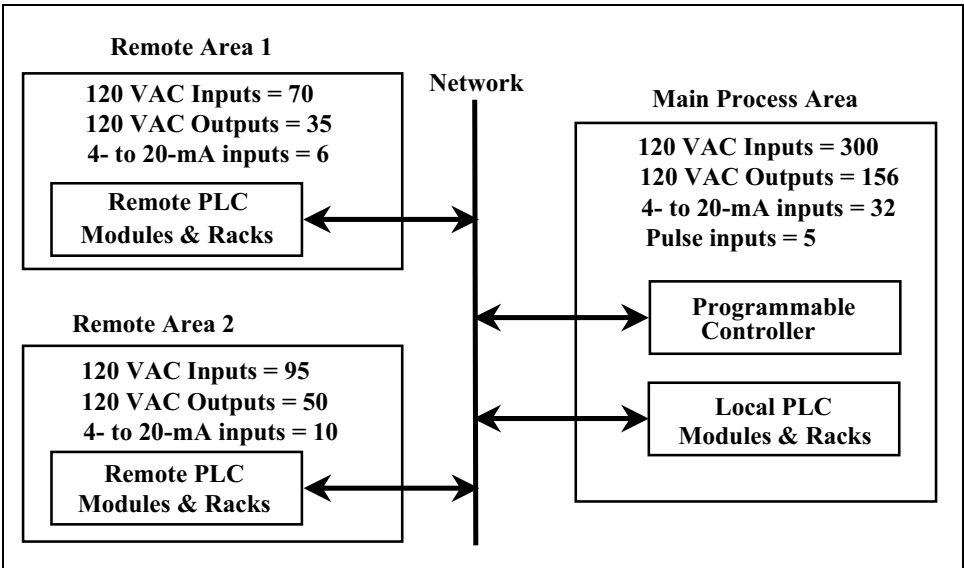 Remote Area 1
120 VAC Inputs = 70
120 VAC Outputs = 35
4- to 20-mA inputs = 6
Remote PLC
Modules & Racks
Network
Main Process Area
120 VAC Inputs = 300
120 VAC Outputs = 156
4- to 20-mA inputs = 32
Pulse inputs = 5
Programmable
Controller
Local PLC
Modules & Racks
Remote Area 2
120 VAC Inputs = 95
120 VAC Outputs = 50
4- to 20-mA inputs = 10
Remote PLC
Modules & Racks